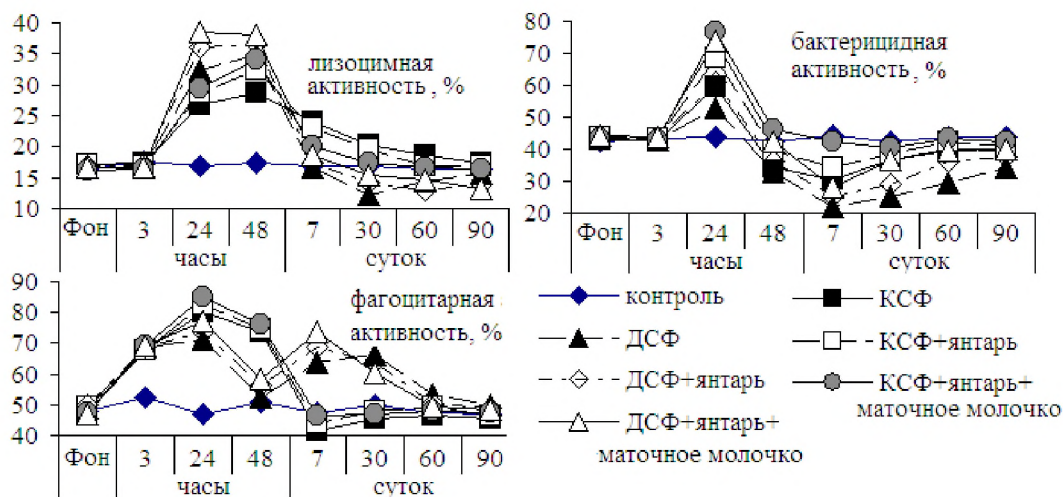 40
35
30
25
20
15
10
лизоцимная
активность , %
Фон 3 24 48 7 30 60 90
часы суток
80
70
60
50
40
30
20
бактерицидная
активность, %
Фон 3 24 48 7 30 60 90
часы суток
90
80
70
60
50
40
фагоцитарная
активность, %
Фон 3 24 48 7 30 60 90
часы суток
контроль
ДСФ
ДСФ+янтарь
ДСФ+янтарь+
маточное молочко
КСФ
КСФ+янтарь
КСФ+янтарь+
маточное молочко